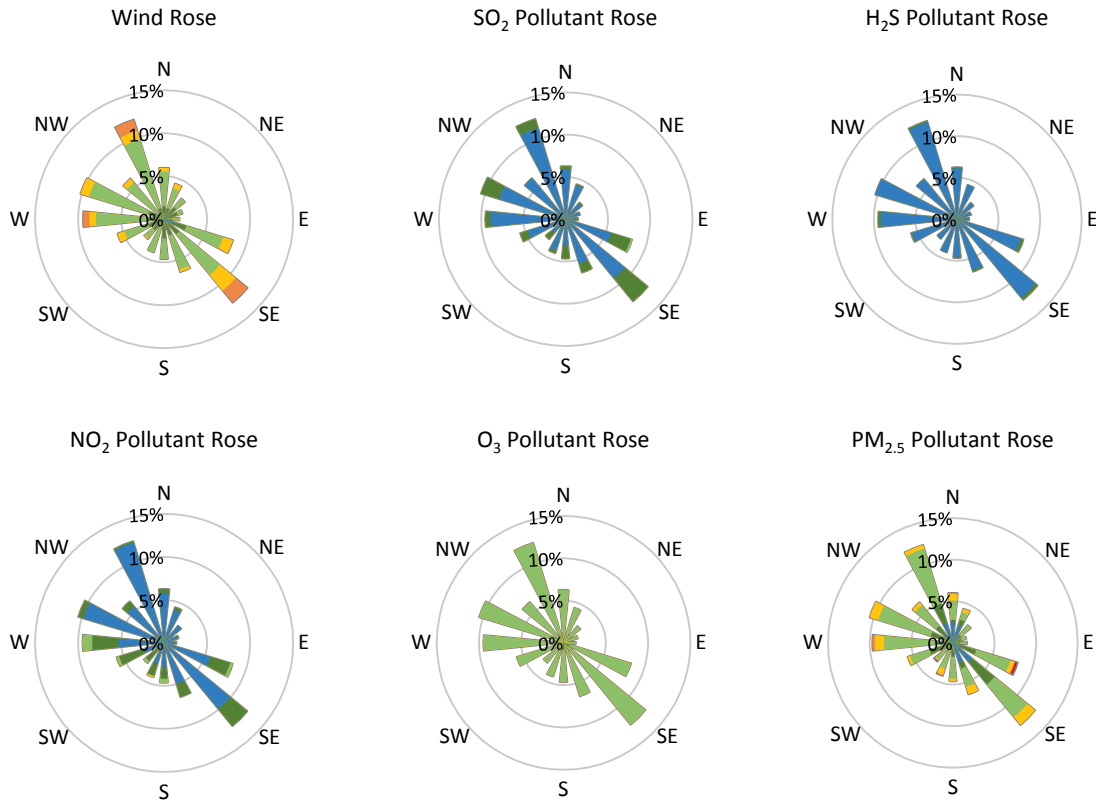 Wind Rose
N
15%
NW
NE
10%
5%
W
0%
E
SW
SE
S
SO₂ Pollutant Rose
N
15%
NW
NE
10%
5%
W
0%
E
SW
SE
S
H₂S Pollutant Rose
N
15%
NW
NE
10%
5%
W
0%
E
SW
SE
S
NO₂ Pollutant Rose
N
15%
NW
NE
10%
5%
W
0%
E
SW
SE
S
O₃ Pollutant Rose
N
15%
NW
NE
10%
5%
W
0%
E
SW
SE
S
PM₂.₅ Pollutant Rose
N
15%
NW
NE
10%
5%
W
0%
E
SW
SE
S